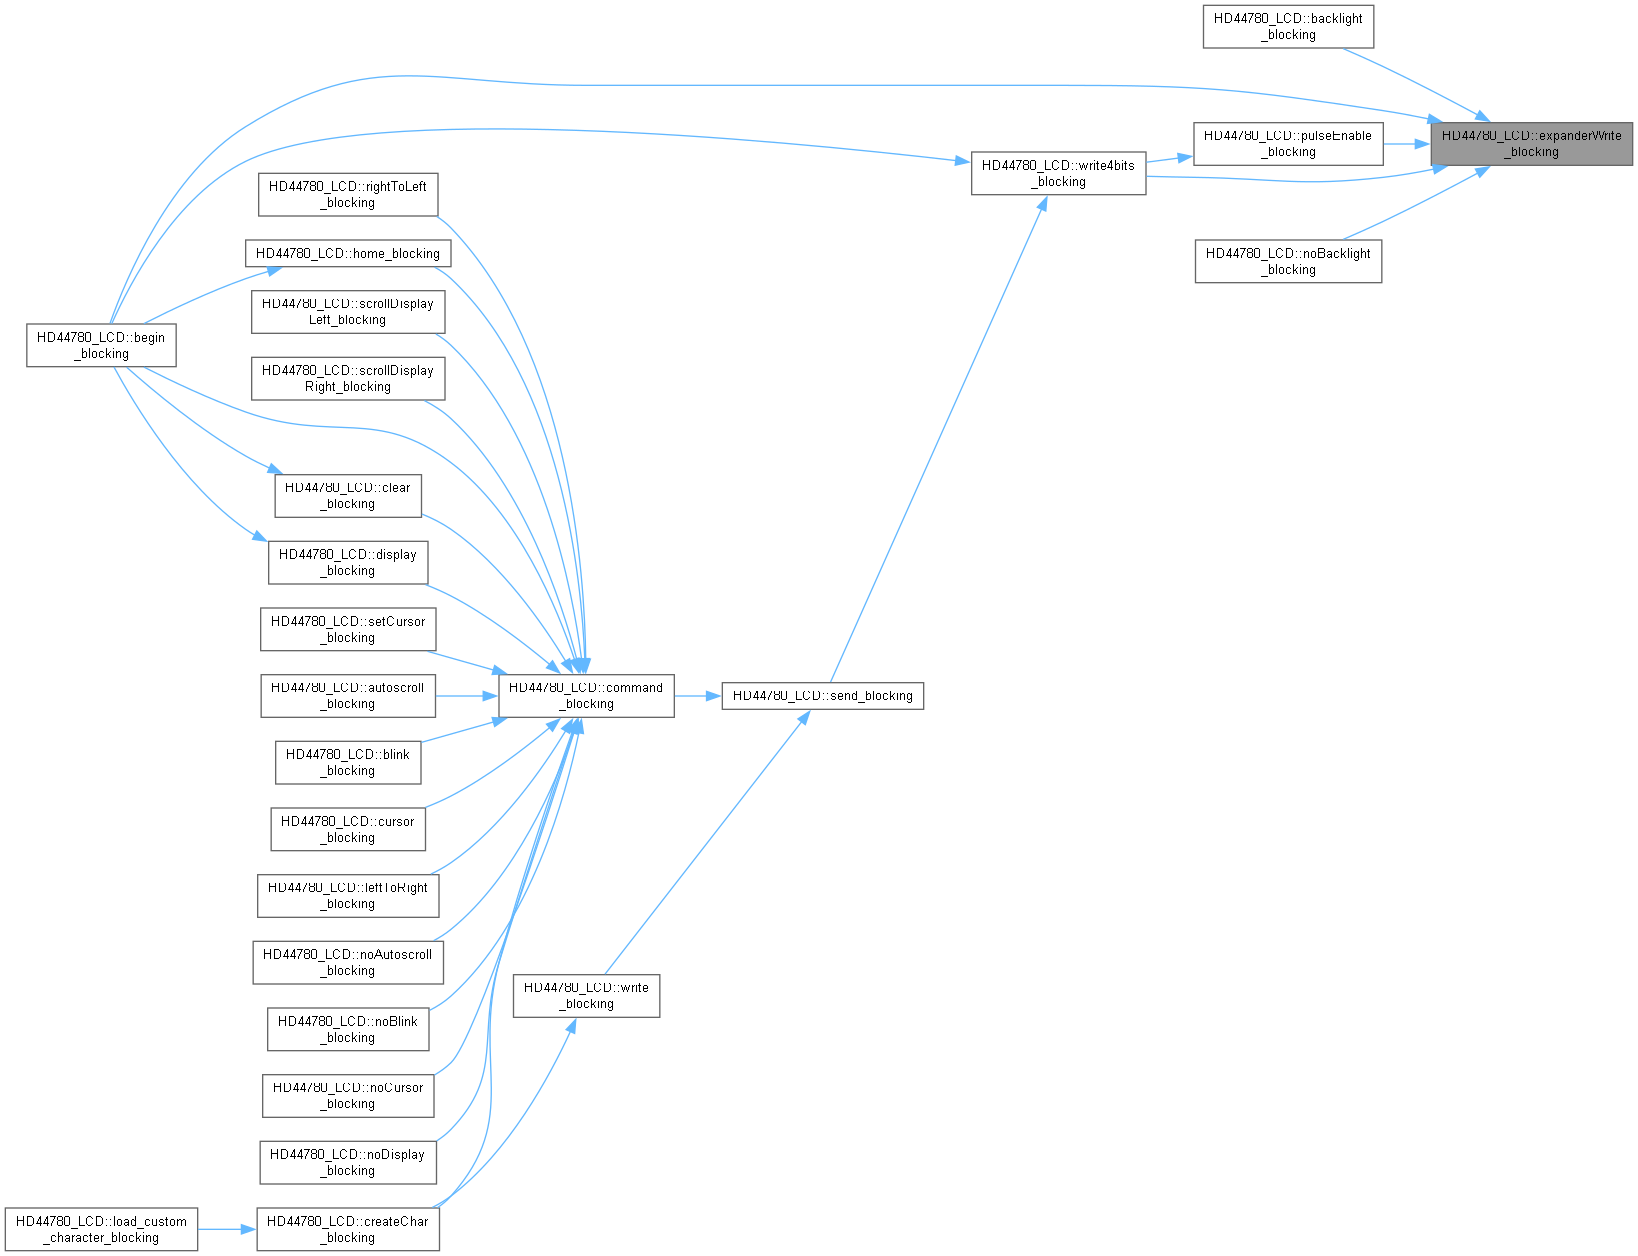 HD44780_LCD::backlight
_blocking
HD44780_LCD::expanderWrite
_blocking
HD44780_LCD::pulseEnable
_blocking
HD44780_LCD::write4bits
_blocking
HD44780_LCD::noBacklight
_blocking
HD44780_LCD::rightToLeft
_blocking
HD44780_LCD::home_blocking
HD44780_LCD::scrollDisplay
Left_blocking
HD44780_LCD::begin
_blocking
HD44780_LCD::scrollDisplay
Right_blocking
HD44780_LCD::clear
_blocking
HD44780_LCD::display
_blocking
HD44780_LCD::setCursor
_blocking
HD44780_LCD::autoscroll
_blocking
HD44780_LCD::command
_blocking
HD44780_LCD::send_blocking
HD44780_LCD::blink
_blocking
HD44780_LCD::cursor
_blocking
HD44780_LCD::leftToRight
_blocking
HD44780_LCD::noAutoscroll
_blocking
HD44780_LCD::write
_blocking
HD44780_LCD::noBlink
_blocking
HD44780_LCD::noCursor
_blocking
HD44780_LCD::noDisplay
_blocking
HD44780_LCD::load_custom
_character_blocking
HD44780_LCD::createChar
_blocking